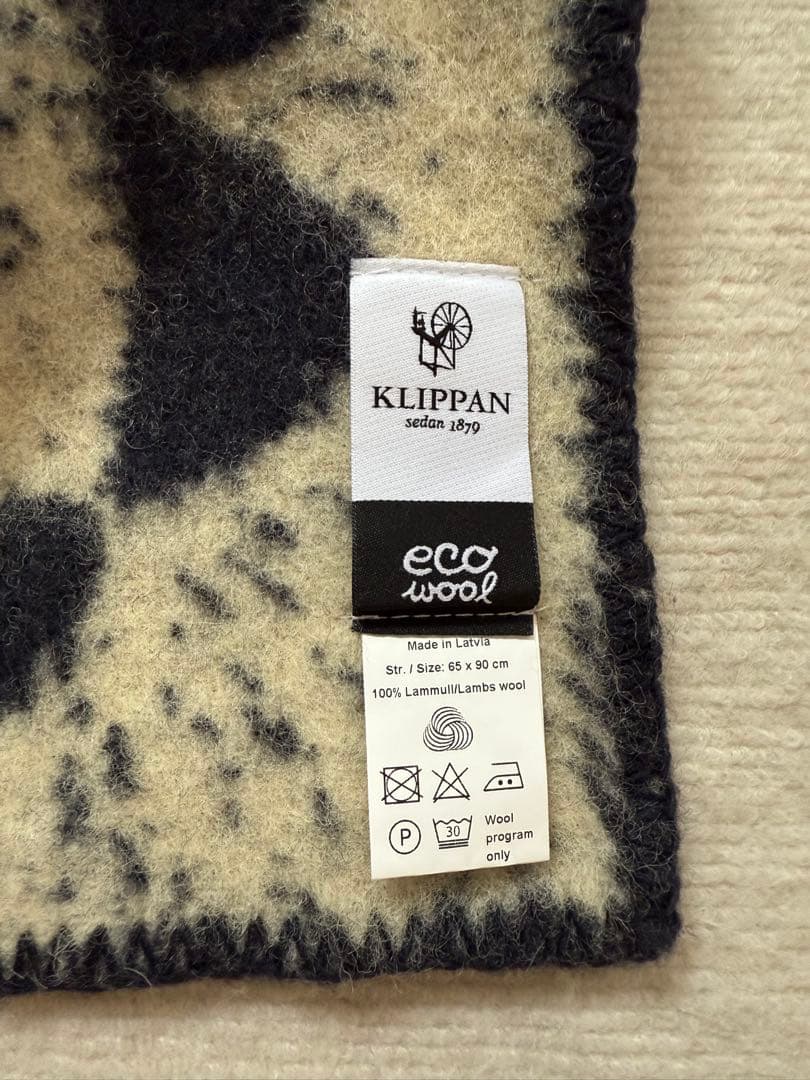 KLIPPAN
sedan 1879
eco
wool
Made in Latvia
Str. / Size: 65 x 90 cm
100% Lammull/Lambs wool
P
30
Wool
program
only